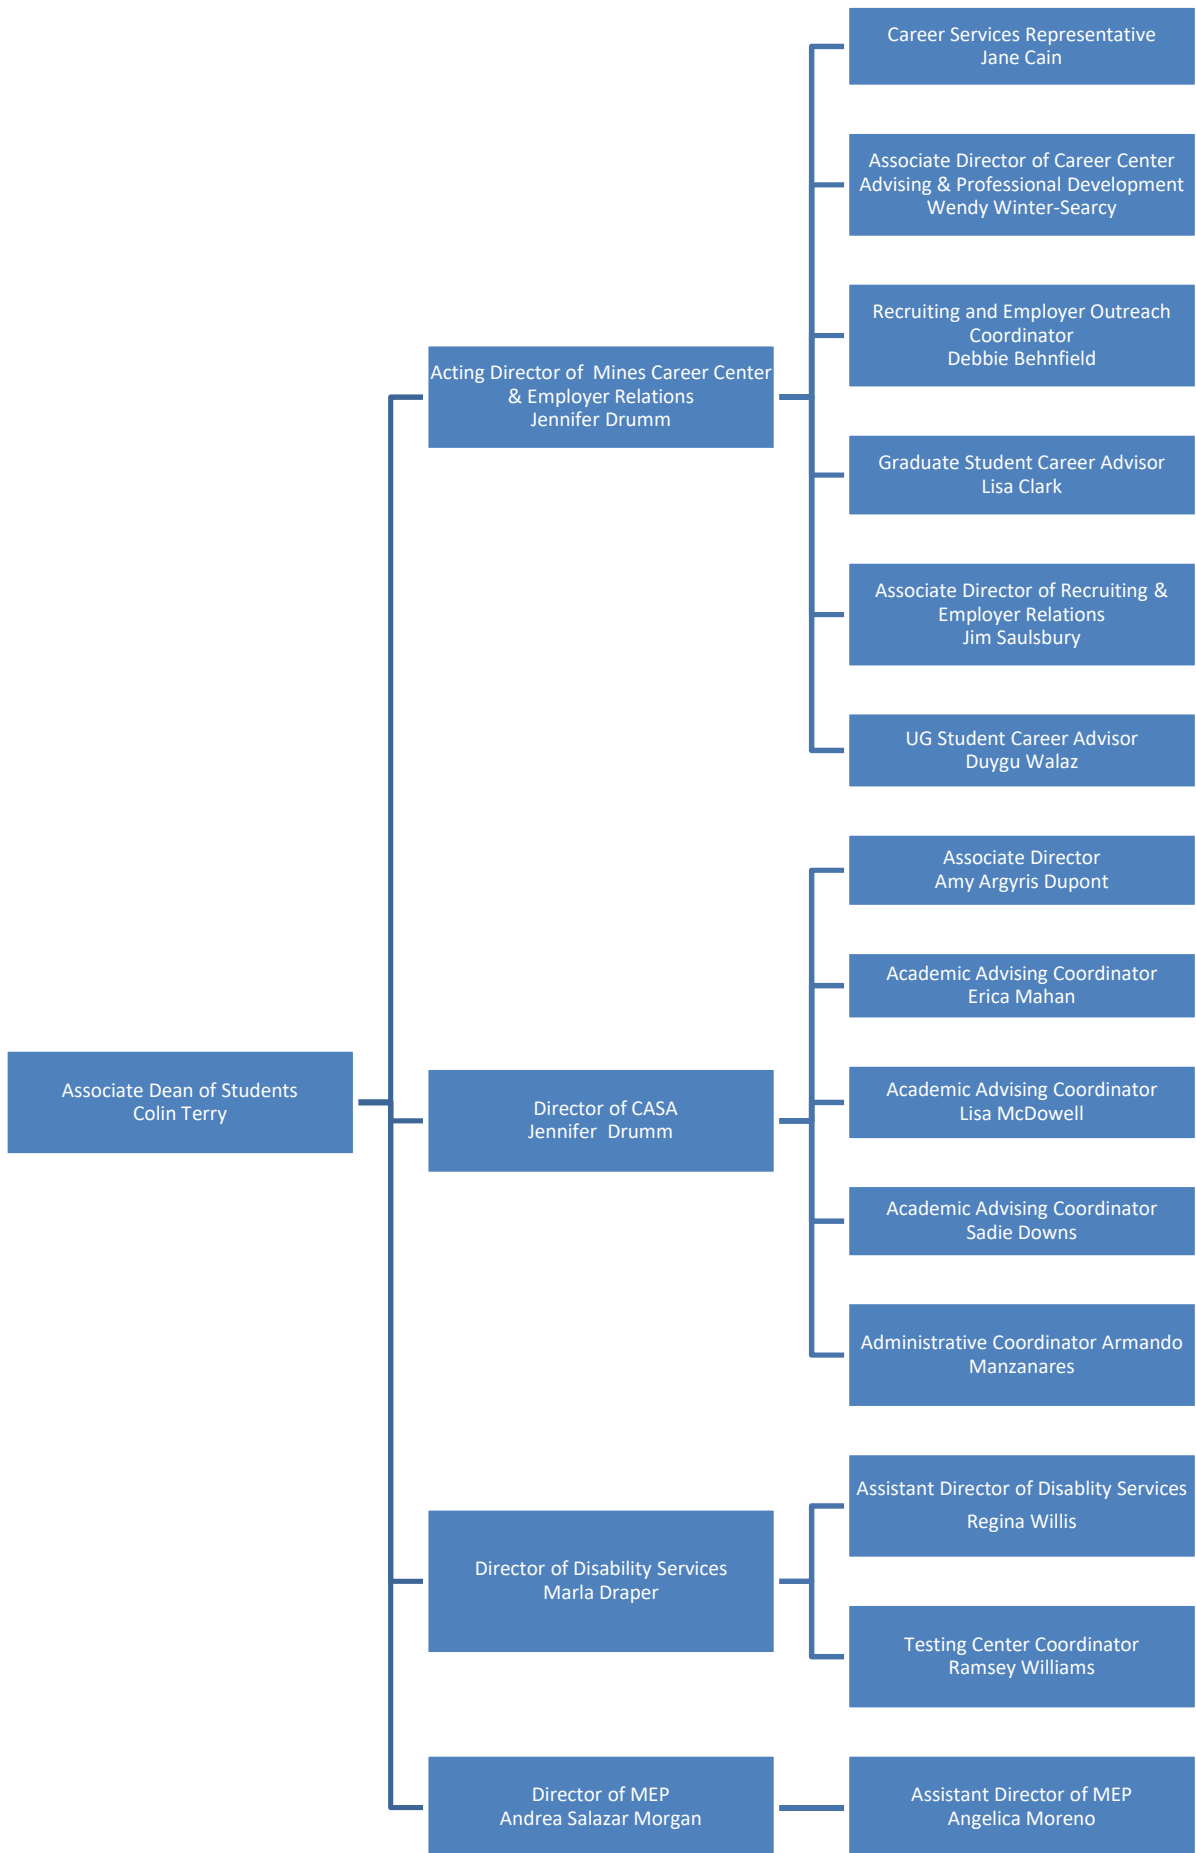 Career Services Representative
Jane Cain
Associate Director of Career Center
Advising & Professional Development
Wendy Winter-Searcy
Recruiting and Employer Outreach
Coordinator
Debbie Behnfield
Acting Director of  Mines Career Center
& Employer Relations
Jennifer Drumm
Graduate Student Career Advisor
Lisa Clark
Associate Director of Recruiting &
Employer Relations
Jim Saulsbury
UG Student Career Advisor
Duygu Walaz
Associate Director
Amy Argyris Dupont
Academic Advising Coordinator
Erica Mahan
Associate Dean of Students
Colin Terry
Director of CASA
Jennifer  Drumm
Academic Advising Coordinator
Lisa McDowell
Academic Advising Coordinator
Sadie Downs
Administrative Coordinator Armando
Manzanares
Assistant Director of Disablity Services
Regina Willis
Director of Disability Services
Marla Draper
Testing Center Coordinator
Ramsey Williams
Director of MEP
Andrea Salazar Morgan
Assistant Director of MEP
Angelica Moreno